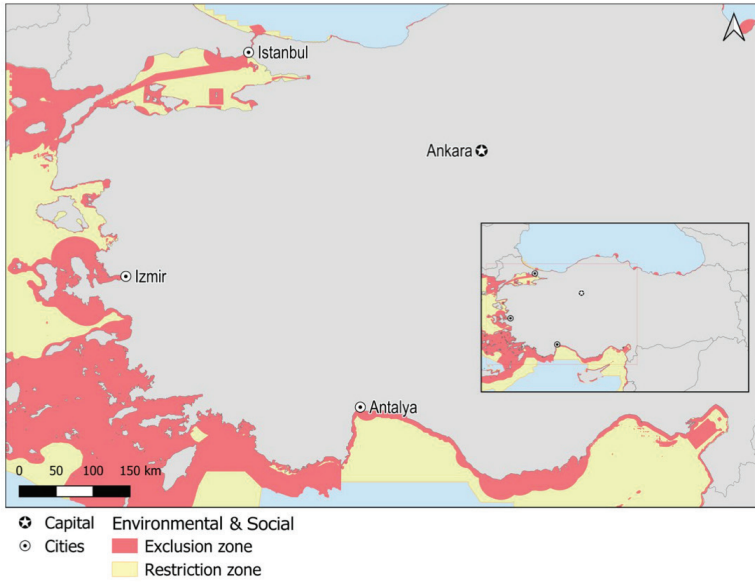 Istanbul
Ankara
Izmir
Antalya
0 50 100 150 km
Capital Environmental & Social
Cities Exclusion zone
Restriction zone